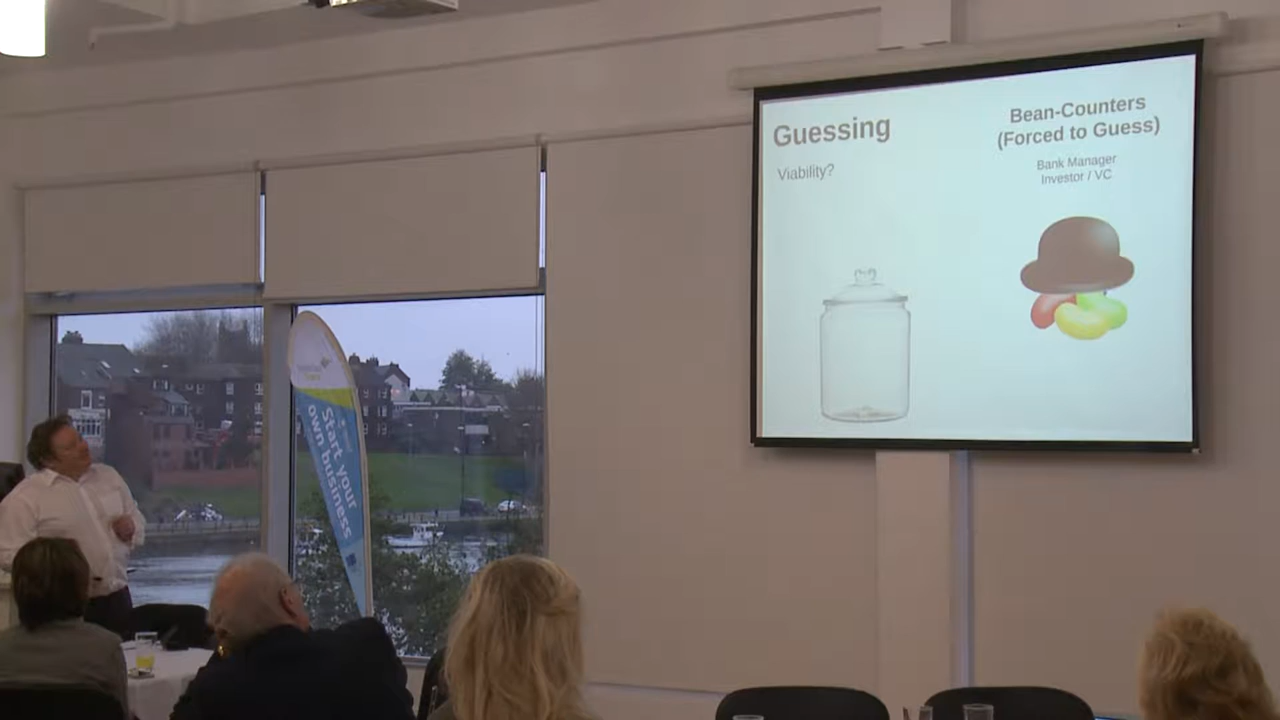 Guessing
Viability?
Bean-Counters
(Forced to Guess)
Bank Manager
Investor / VC
Start your
own business